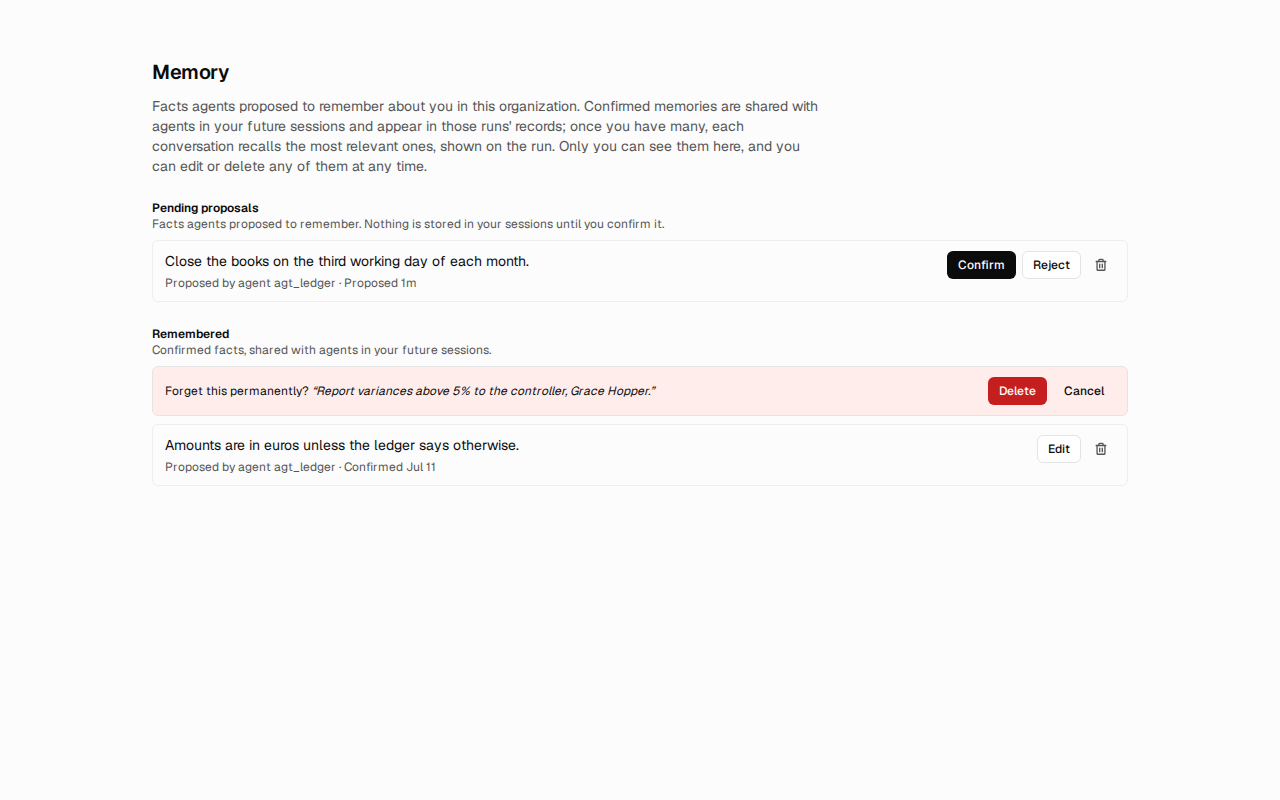 Memory
Facts agents proposed to remember about you in this organization. Confirmed memories are shared with
agents in your future sessions and appear in those runs' records; once you have many, each
conversation recalls the most relevant ones, shown on the run. Only you can see them here, and you
can edit or delete any of them at any time.
Pending proposals
Facts agents proposed to remember. Nothing is stored in your sessions until you confirm it.
Close the books on the third working day of each month.
Confirm
Reject
Proposed by agent agt_ledger · Proposed 1m
Remembered
Confirmed facts, shared with agents in your future sessions.
Forget this permanently? “Report variances above 5% to the controller, Grace Hopper.”
Delete
Cancel
Amounts are in euros unless the ledger says otherwise.
Edit
Proposed by agent agt_ledger · Confirmed Jul 11